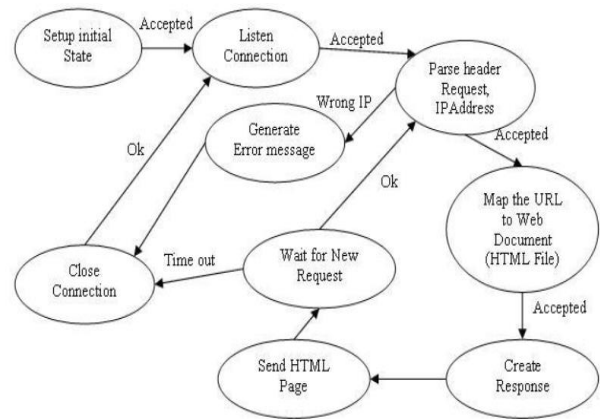 Setup initial
State
Accepted
Listen
Connection
Accepted
Parse header
Request,
IPAddress
Wrong IP
Generate
Error message
Accepted
Ok
Ok
Map the URL
to Web
Document
(HTML File)
Close
Connection
Time out
Wait for New
Request
Accepted
Send HTML
Page
Create
Response